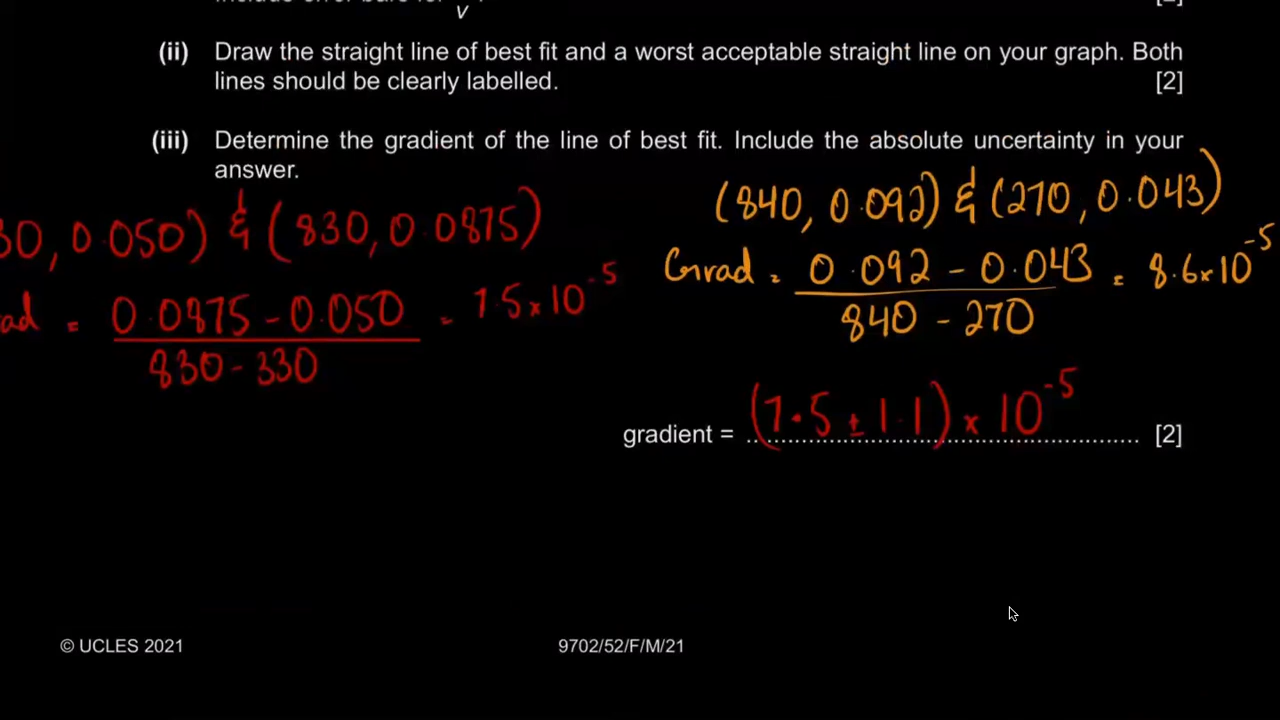 v
[2]
(ii) Draw the straight line of best fit and a worst acceptable straight line on your graph. Both
lines should be clearly labelled. [2]
(iii) Determine the gradient of the line of best fit. Include the absolute uncertainty in your
answer.
(840, 0.092) & (270, 0.043)
30, 0.050) & (830, 0.0875)
Grad = 0.092 - 0.043 = 8.6 x 10^-5
840 - 270
ad = 0.0875 - 0.050 = 7.5 x 10^-5
830 - 330
gradient = (7.5 ± 1.1) x 10^-5 [2]
© UCLES 2021 9702/52/F/M/21